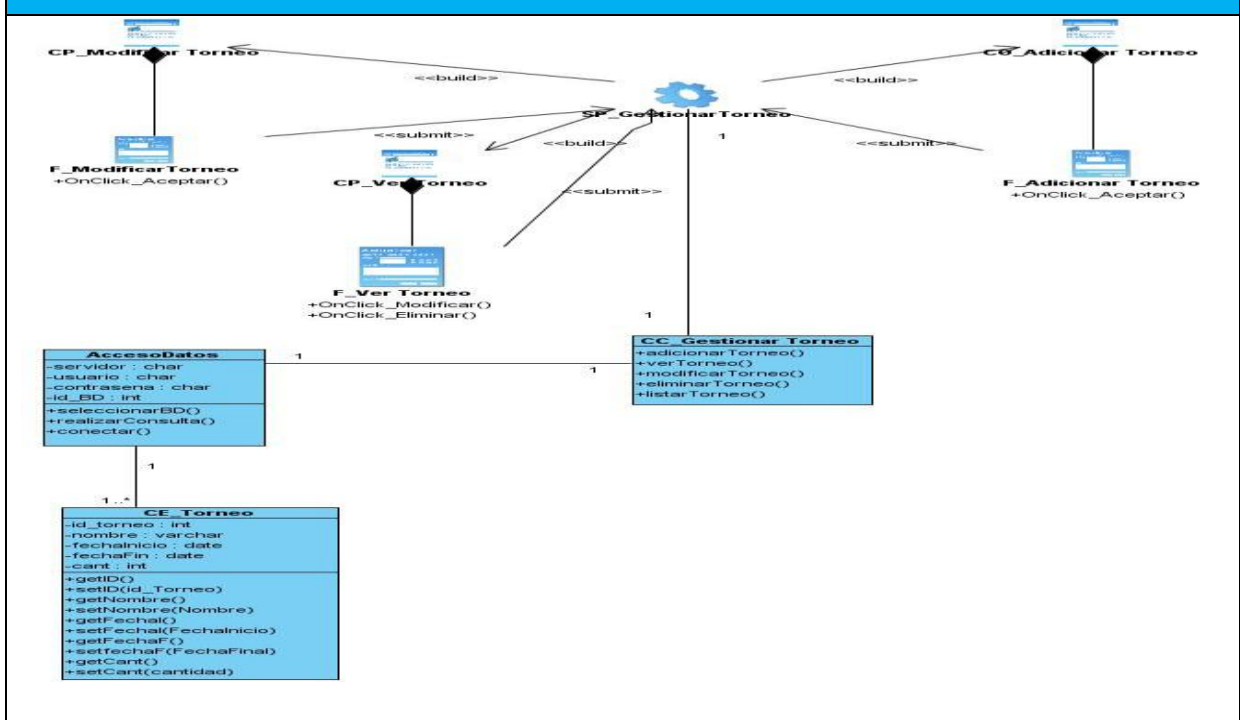 CP_Modificar Torneo
CO_Adicionar Torneo
<<build>>
<<build>>
SP_GestionarTorneo
1
<<submit>>
<<build>>
<<submit>>
F_ModificarTorneo
+OnClick_Aceptar()
CP_VerTorneo
<<submit>>
F_Adicionar Torneo
+OnClick_Aceptar()
F_Ver Torneo
+OnClick_Modificar()
+OnClick_Eliminar()
1
CC_Gestionar Torneo
+adicionarTorneo()
+verTorneo()
+modificarTorneo()
+eliminarTorneo()
+listarTorneo()
1
1
AccesoDatos
-servidor : char
-usuario : char
-contrasena : char
-id_BD : int
+seleccionarBD()
+realizarConsulta()
+conectar()
1
1..*
CE_Torneo
-id_torneo : int
-nombre : varchar
-fechaInicio : date
-fechaFin : date
-cant : int
+getID()
+setID(id_Torneo)
+getNombre()
+setNombre(Nombre)
+getFechaI()
+setFechaI(FechaInicio)
+getFechaF()
+setfechaF(FechaFinal)
+getCant()
+setCant(cantidad)